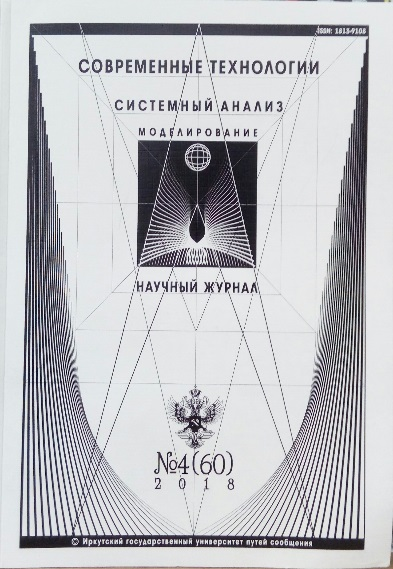 ISSN: 1813-9108
СОВРЕМЕННЫЕ ТЕХНОЛОГИИ
СИСТЕМНЫЙ АНАЛИЗ
МОДЕЛИРОВАНИЕ
НАУЧНЫЙ ЖУРНАЛ
№4(60)
2018
© Иркутский государственный университет путей сообщения